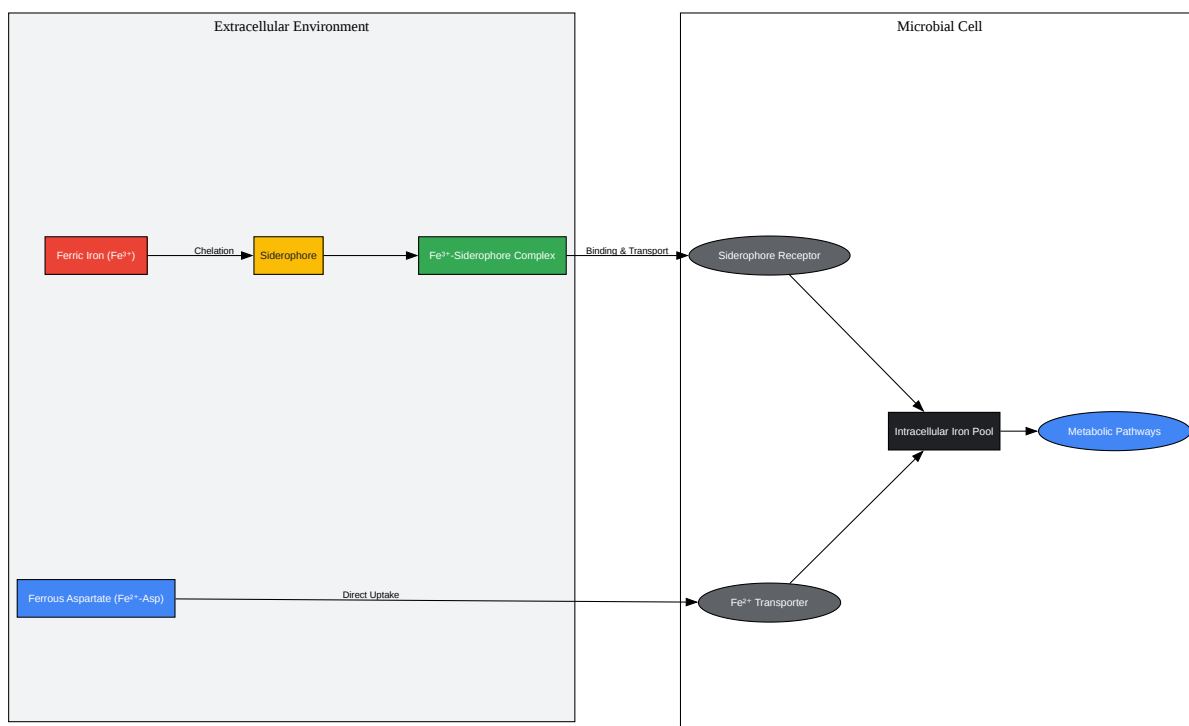 Extracellular Environment
Microbial Cell
Ferric Iron (Fe³⁺)
Chelation
Siderophore
Fe³⁺-Siderophore Complex
Binding & Transport
Siderophore Receptor
Intracellular Iron Pool
Metabolic Pathways
Ferrous Aspartate (Fe²⁺-Asp)
Direct Uptake
Fe²⁺ Transporter